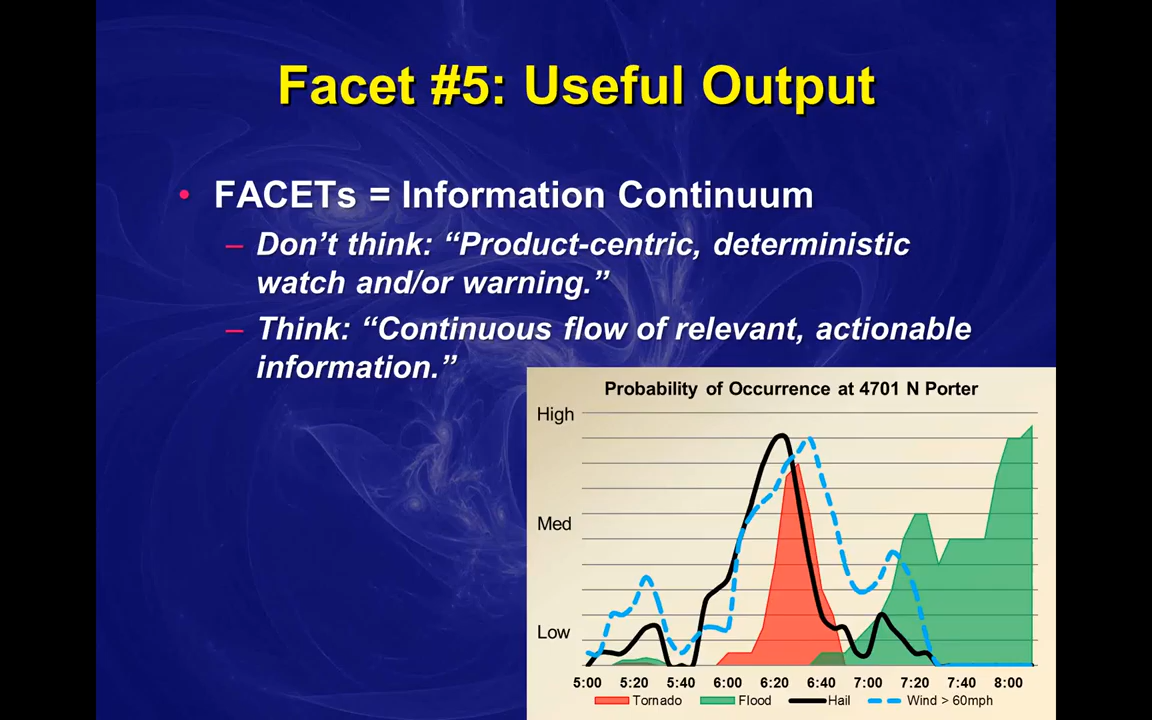 Facet #5: Useful Output
• FACETs = Information Continuum
– Don’t think: “Product-centric, deterministic
watch and/or warning.”
– Think: “Continuous flow of relevant, actionable
information.”
Probability of Occurrence at 4701 N Porter
High
Med
Low
5:00 5:20 5:40 6:00 6:20 6:40 7:00 7:20 7:40 8:00
Tornado Flood Hail Wind > 60mph